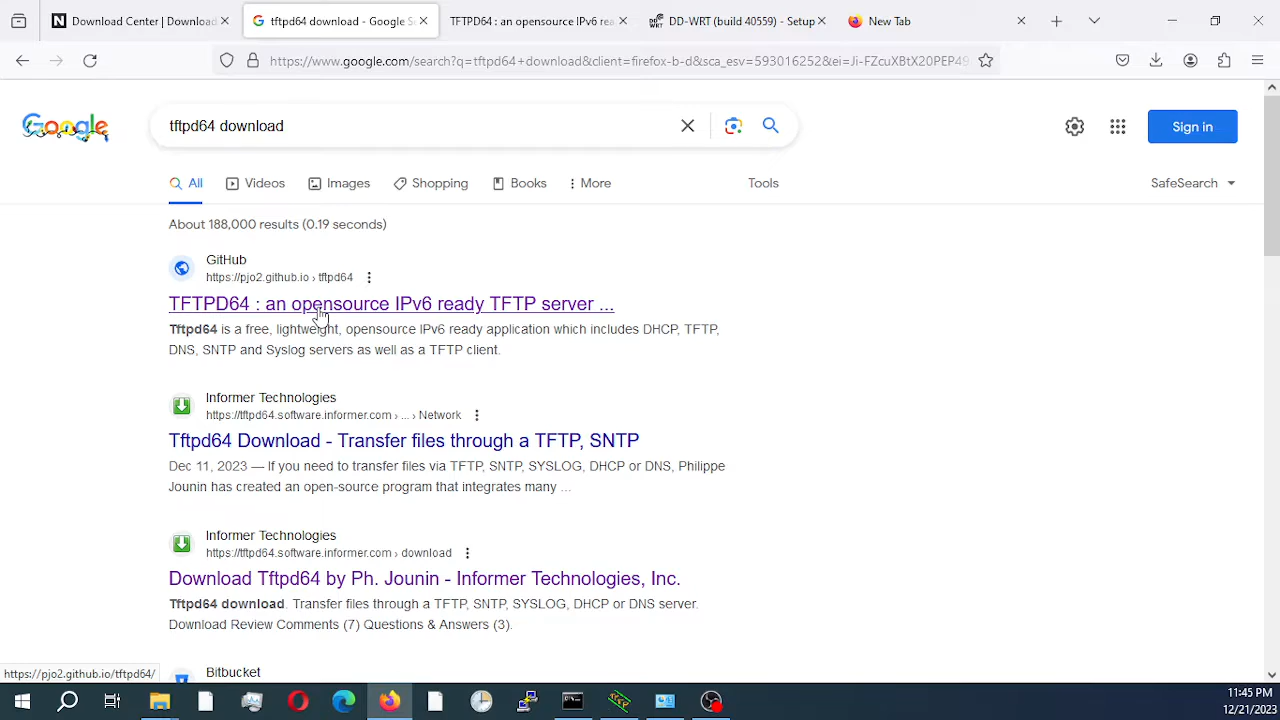 Download Center | Download
tftpd64 download - Google S
TFTPD64 : an opensource IPv6 rea
DD-WRT (build 40559) - Setup
New Tab
https://www.google.com/search?q=tftpd64+download&client=firefox-b-d&sca_esv=593016252&ei=Ji-FZcuXBtX20PEP49
Google
tftpd64 download
Sign in
All
Videos
Images
Shopping
Books
More
Tools
SafeSearch
About 188,000 results (0.19 seconds)
GitHub
https://pjo2.github.io › tftpd64
TFTPD64 : an opensource IPv6 ready TFTP server ...
Tftpd64 is a free, lightweight, opensource IPv6 ready application which includes DHCP, TFTP,
DNS, SNTP and Syslog servers as well as a TFTP client.
Informer Technologies
https://tftpd64.software.informer.com › ... › Network
Tftpd64 Download - Transfer files through a TFTP, SNTP
Dec 11, 2023 — If you need to transfer files via TFTP, SNTP, SYSLOG, DHCP or DNS, Philippe
Jounin has created an open-source program that integrates many ...
Informer Technologies
https://tftpd64.software.informer.com › download
Download Tftpd64 by Ph. Jounin - Informer Technologies, Inc.
Tftpd64 download. Transfer files through a TFTP, SNTP, SYSLOG, DHCP or DNS server.
Download Review Comments (7) Questions & Answers (3).
Bitbucket
https://pjo2.github.io/tftpd64/
11:45 PM
12/21/2023